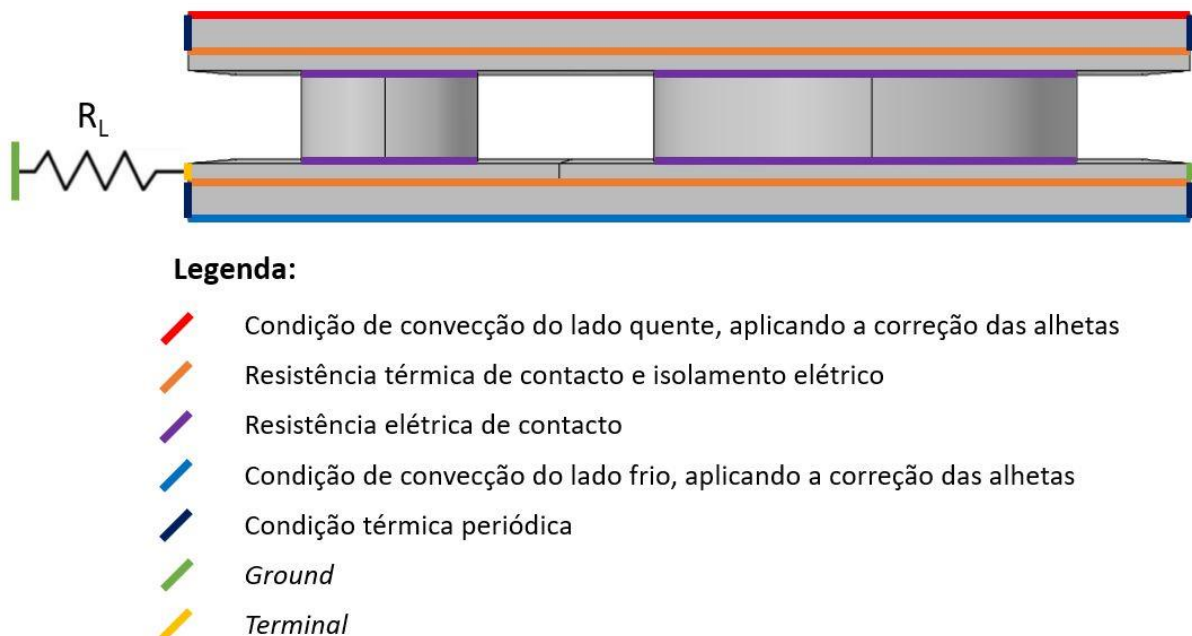 R_L
Legenda:
Condição de convecção do lado quente, aplicando a correção das alhetas
Resistência térmica de contacto e isolamento elétrico
Resistência elétrica de contacto
Condição de convecção do lado frio, aplicando a correção das alhetas
Condição térmica periódica
Ground
Terminal